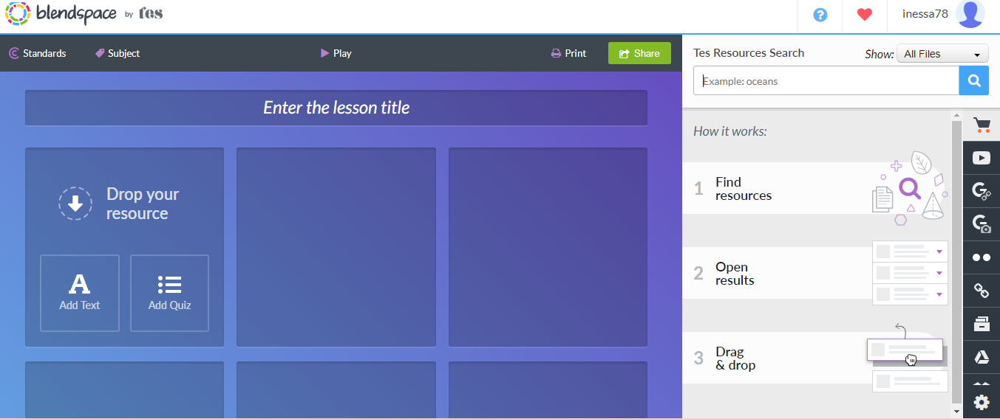 blendspace by tes
inessa78
Standards
Subject
Play
Print
Share
Tes Resources Search
Show: All Files
Example: oceans
Enter the lesson title
How it works:
Drop your
resource
A
Add Text
Add Quiz
1 Find
resources
2 Open
results
3 Drag
& drop